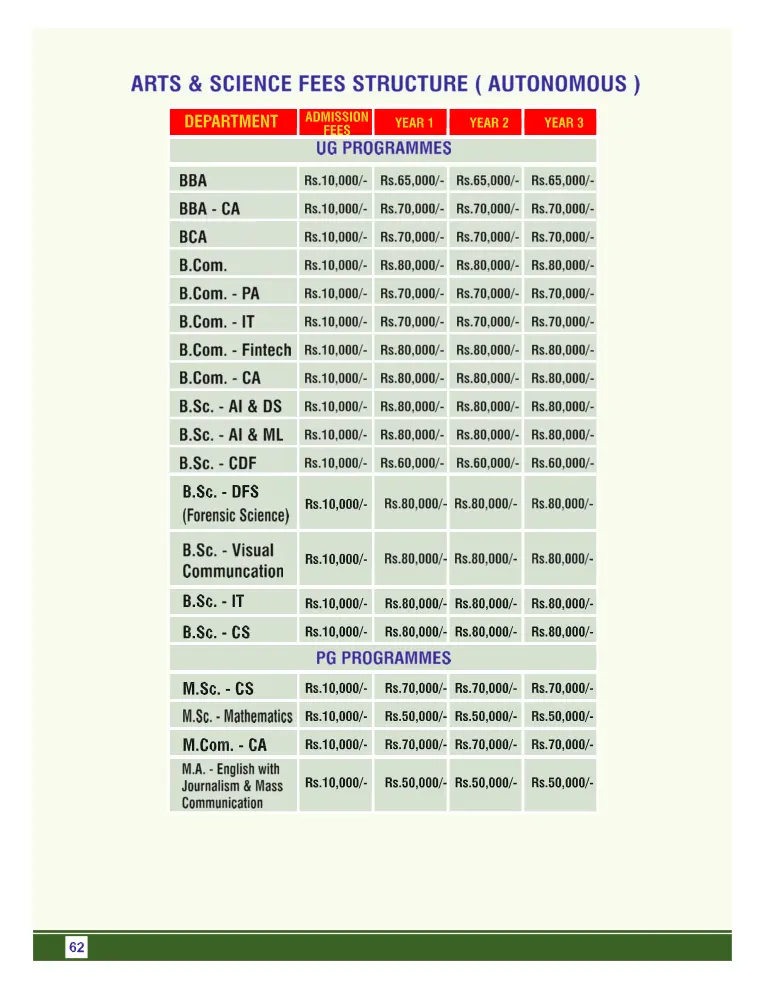 ARTS & SCIENCE FEES STRUCTURE ( AUTONOMOUS )
DEPARTMENT ADMISSION FEES YEAR 1 YEAR 2 YEAR 3
UG PROGRAMMES
BBA Rs.10,000/- Rs.65,000/- Rs.65,000/- Rs.65,000/-
BBA - CA Rs.10,000/- Rs.70,000/- Rs.70,000/- Rs.70,000/-
BCA Rs.10,000/- Rs.70,000/- Rs.70,000/- Rs.70,000/-
B.Com. Rs.10,000/- Rs.80,000/- Rs.80,000/- Rs.80,000/-
B.Com. - PA Rs.10,000/- Rs.70,000/- Rs.70,000/- Rs.70,000/-
B.Com. - IT Rs.10,000/- Rs.70,000/- Rs.70,000/- Rs.70,000/-
B.Com. - Fintech Rs.10,000/- Rs.80,000/- Rs.80,000/- Rs.80,000/-
B.Com. - CA Rs.10,000/- Rs.80,000/- Rs.80,000/- Rs.80,000/-
B.Sc. - AI & DS Rs.10,000/- Rs.80,000/- Rs.80,000/- Rs.80,000/-
B.Sc. - AI & ML Rs.10,000/- Rs.80,000/- Rs.80,000/- Rs.80,000/-
B.Sc. - CDF Rs.10,000/- Rs.60,000/- Rs.60,000/- Rs.60,000/-
B.Sc. - DFS
(Forensic Science) Rs.10,000/- Rs.80,000/- Rs.80,000/- Rs.80,000/-
B.Sc. - Visual
Communcation Rs.10,000/- Rs.80,000/- Rs.80,000/- Rs.80,000/-
B.Sc. - IT Rs.10,000/- Rs.80,000/- Rs.80,000/- Rs.80,000/-
B.Sc. - CS Rs.10,000/- Rs.80,000/- Rs.80,000/- Rs.80,000/-
PG PROGRAMMES
M.Sc. - CS Rs.10,000/- Rs.70,000/- Rs.70,000/- Rs.70,000/-
M.Sc. - Mathematics Rs.10,000/- Rs.50,000/- Rs.50,000/- Rs.50,000/-
M.Com. - CA Rs.10,000/- Rs.70,000/- Rs.70,000/- Rs.70,000/-
M.A. - English with
Journalism & Mass Rs.10,000/- Rs.50,000/- Rs.50,000/- Rs.50,000/-
Communication
62